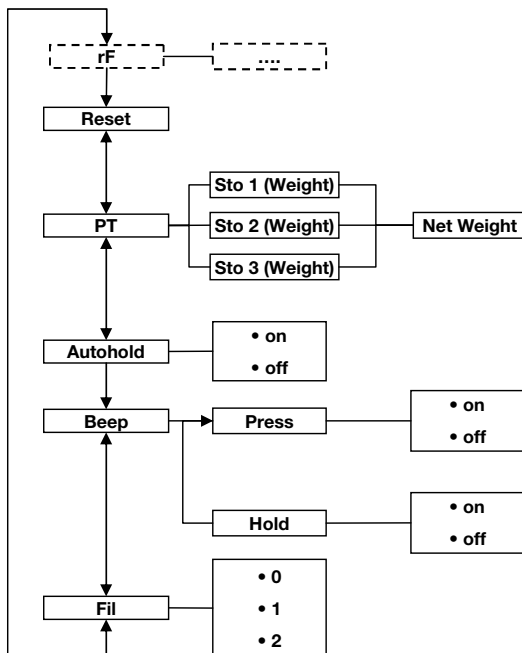 rF
....
Reset
Sto 1 (Weight)
PT
Sto 2 (Weight)
Net Weight
Sto 3 (Weight)
Autohold
• on
• off
Beep
Press
• on
• off
Hold
• on
• off
Fil
• 0
• 1
• 2